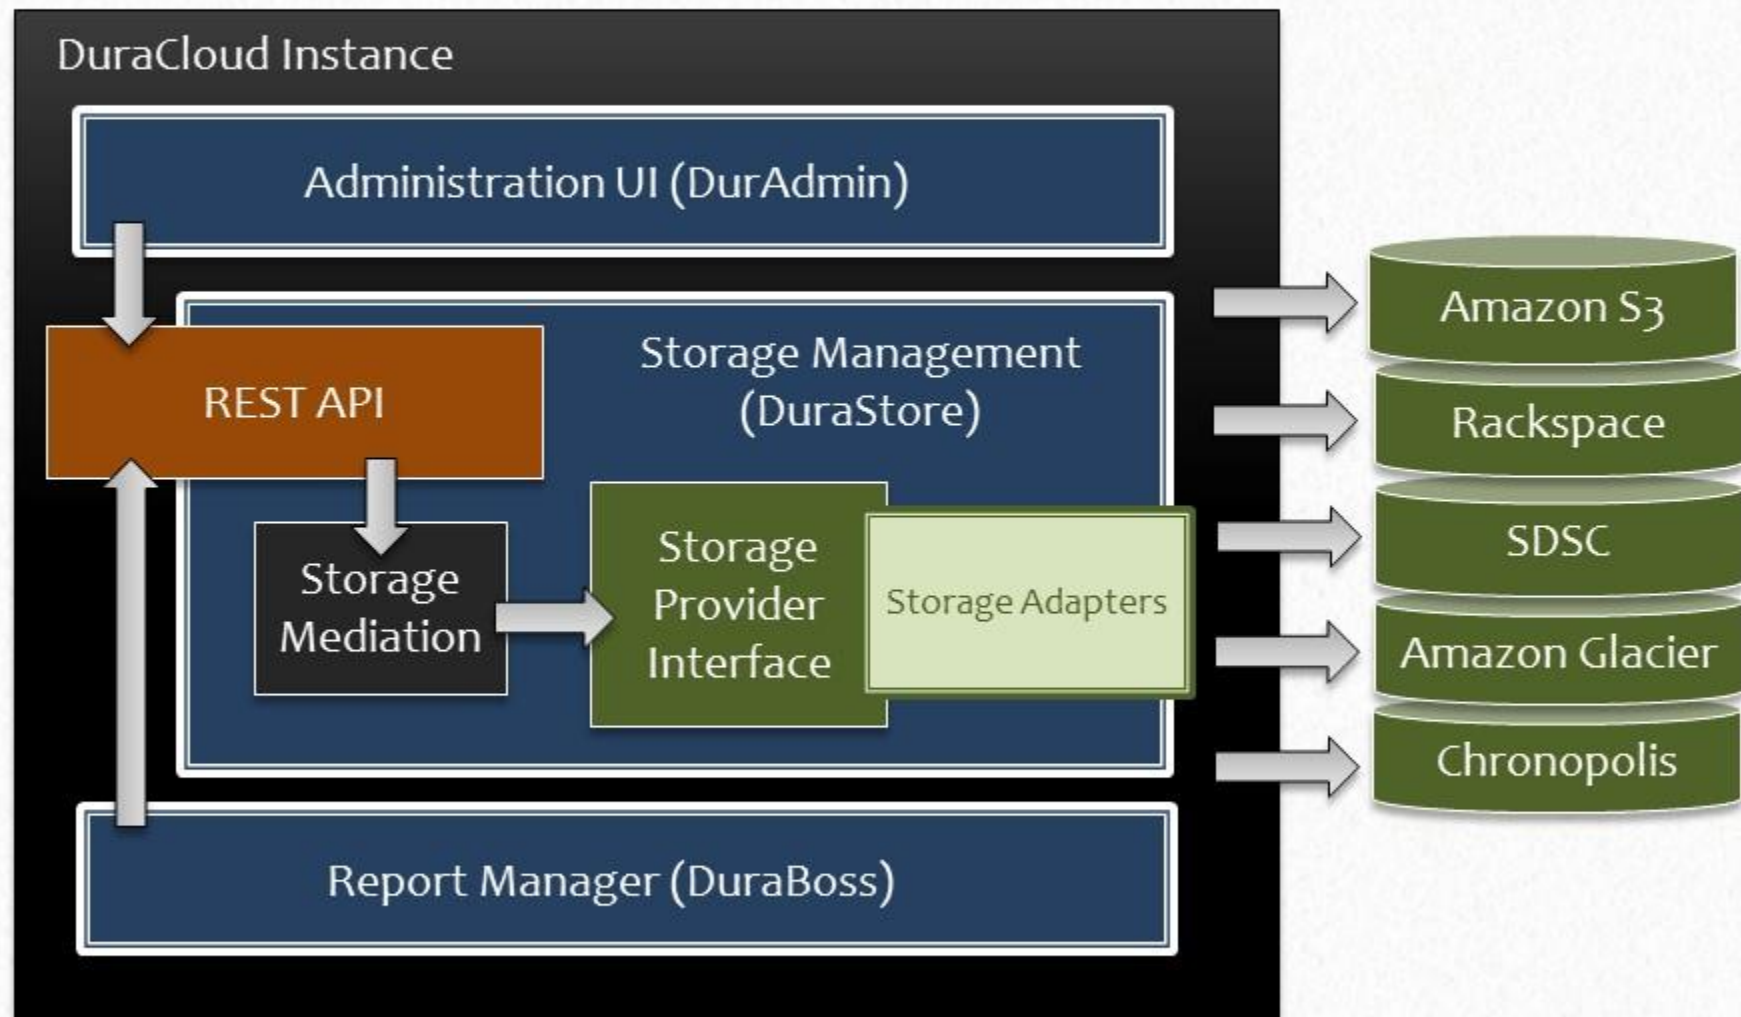 DuraCloud Instance
Administration UI (DurAdmin)
REST API
Storage Management
(DuraStore)
Storage
Mediation
Storage
Provider
Interface
Storage Adapters
Report Manager (DuraBoss)
Amazon S3
Rackspace
SDSC
Amazon Glacier
Chronopolis